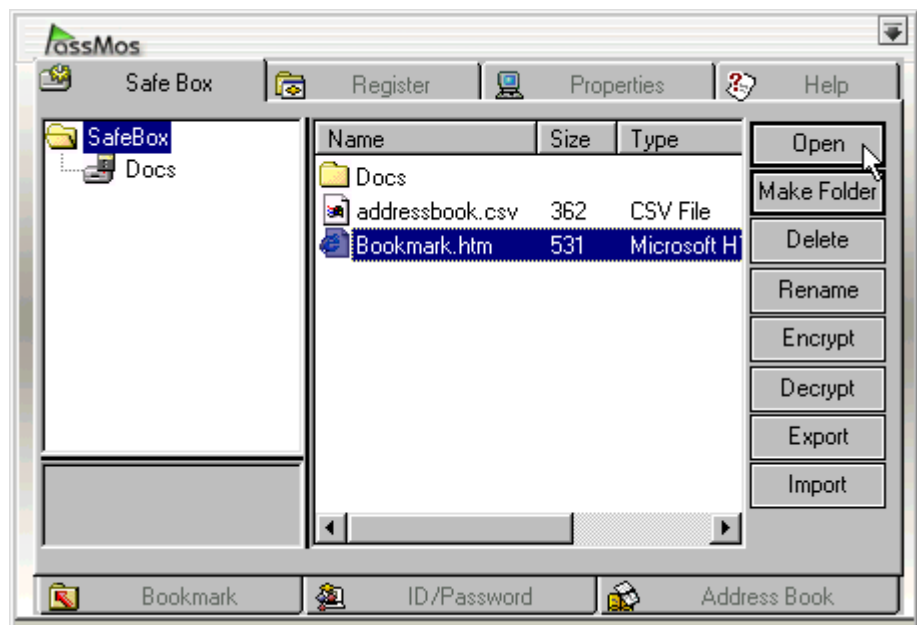 PassMos
Safe Box Register Properties Help
SafeBox
Docs
Name Size Type
Docs
addressbook.csv 362 CSV File
Bookmark.htm 531 Microsoft H
Open
Make Folder
Delete
Rename
Encrypt
Decrypt
Export
Import
Bookmark ID/Password Address Book